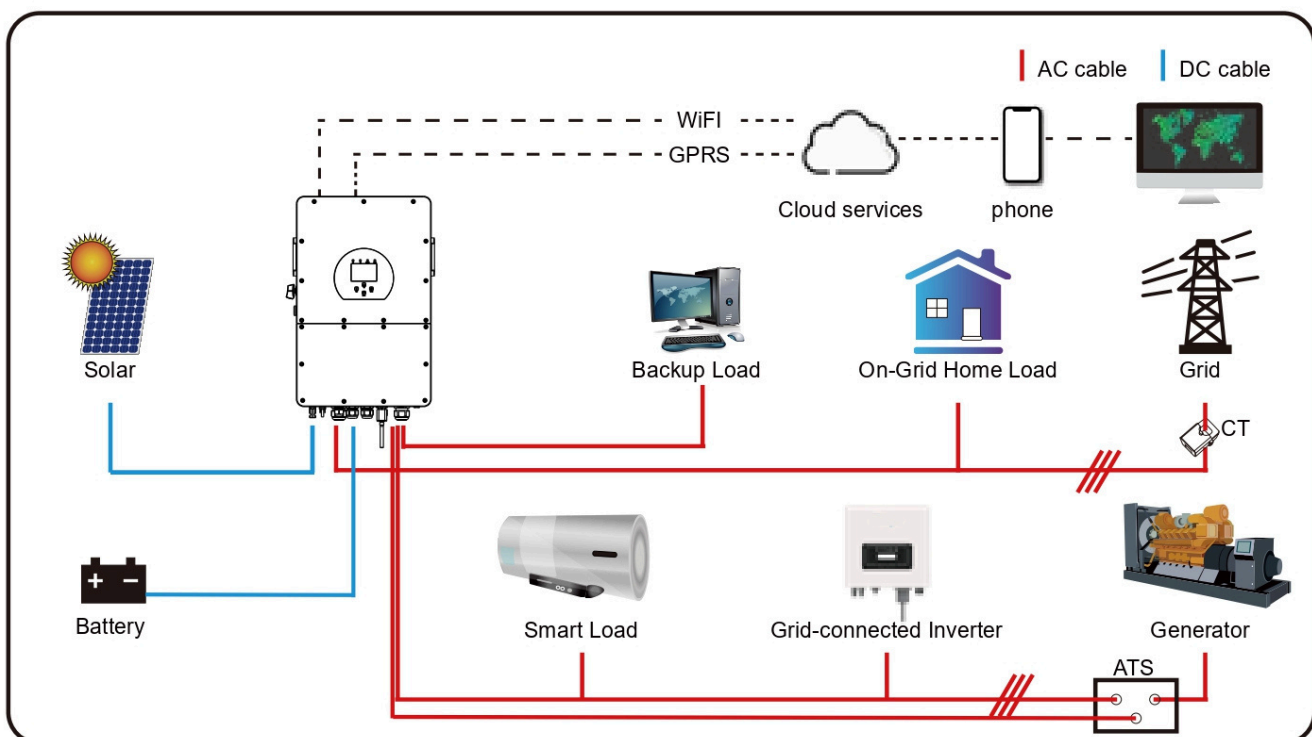 AC cable
DC cable
WiFI
GPRS
Cloud services
phone
Solar
Backup Load
On-Grid Home Load
Grid
CT
Battery
Smart Load
Grid-connected Inverter
Generator
ATS